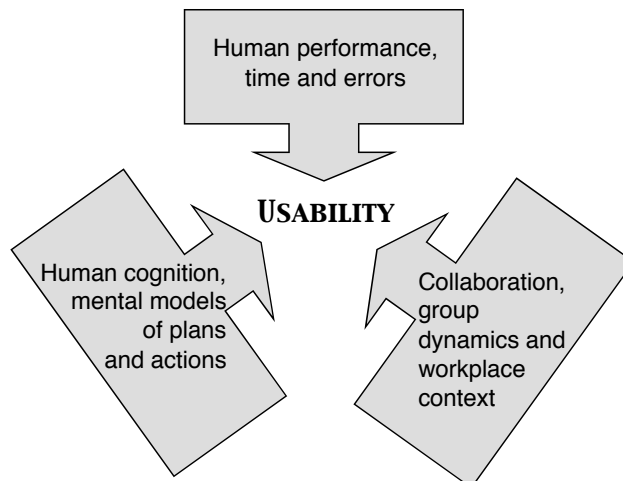 Human performance,
time and errors
USABILITY
Human cognition,
mental models
of plans
and actions
Collaboration,
group
dynamics and
workplace
context